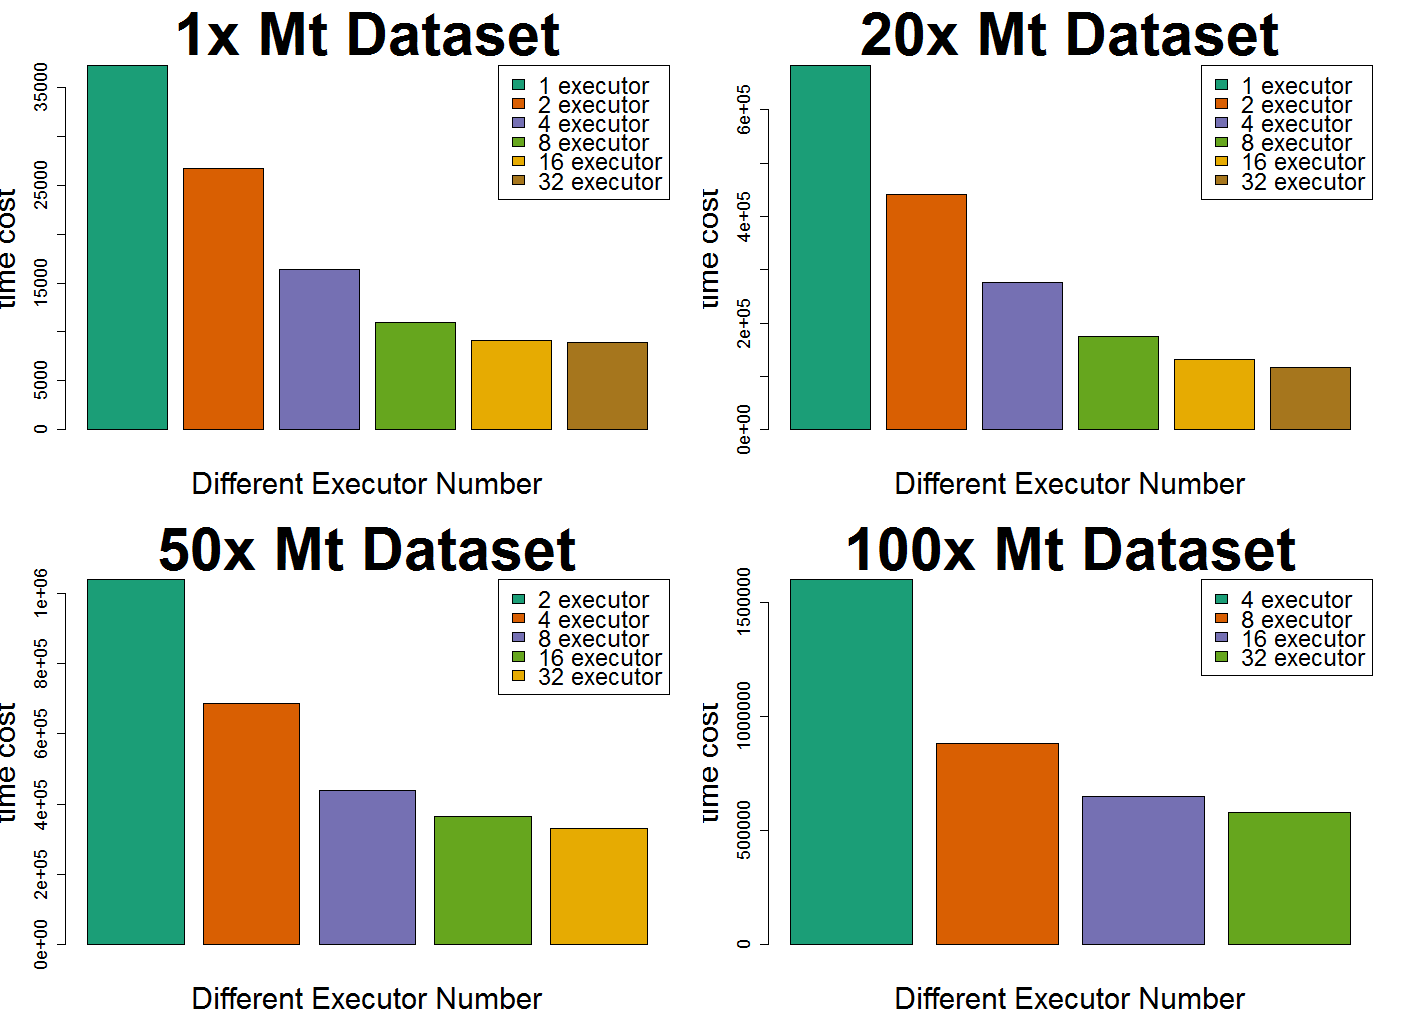 1x Mt Dataset
35000
25000
15000
5000
0
time cost
1 executor
2 executor
4 executor
8 executor
16 executor
32 executor
Different Executor Number
20x Mt Dataset
6e+05
4e+05
2e+05
0e+00
time cost
1 executor
2 executor
4 executor
8 executor
16 executor
32 executor
Different Executor Number
50x Mt Dataset
1e+06
8e+05
6e+05
4e+05
2e+05
0e+00
time cost
2 executor
4 executor
8 executor
16 executor
32 executor
Different Executor Number
100x Mt Dataset
1500000
1000000
500000
0
time cost
4 executor
8 executor
16 executor
32 executor
Different Executor Number